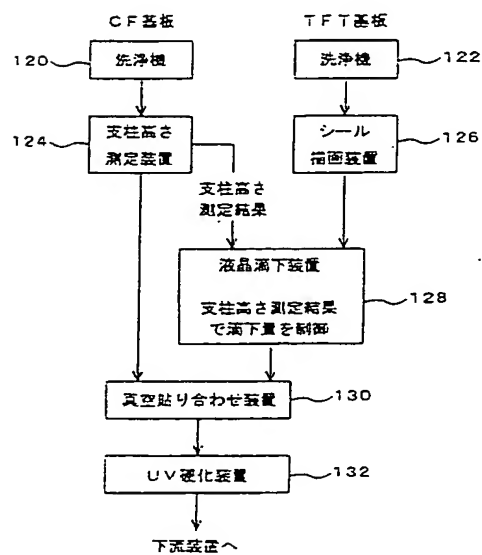 CF基板
TFT基板
120
洗浄機
洗浄機
122
124
支柱高さ
測定装置
シール
描画装置
126
支柱高さ
測定結果
液晶滴下装置
支柱高さ測定結果
で滴下量を制御
128
真空貼り合わせ装置
130
UV硬化装置
132
下流装置へ